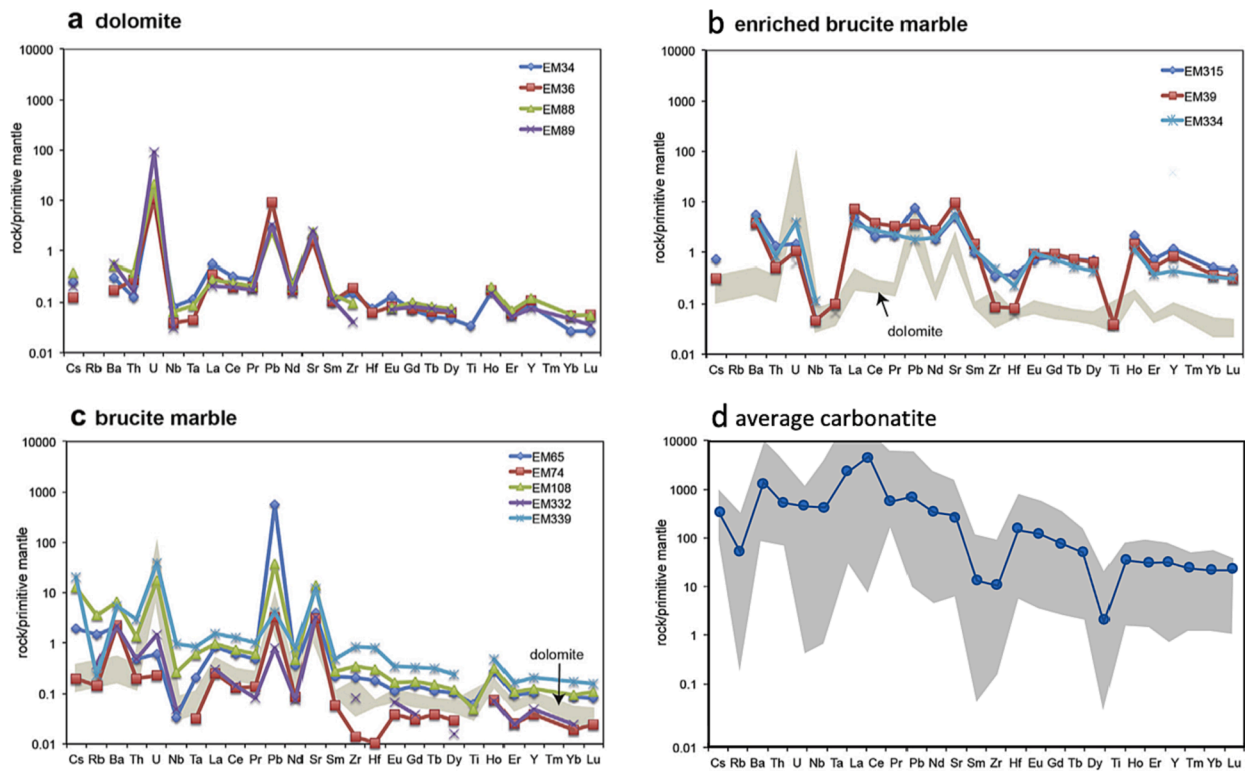 a dolomite
10000
1000
100
10
1
0.1
0.01
rock/primitive mantle
EM34
EM36
EM88
EM89
Cs Rb Ba Th U Nb Ta La Ce Pr Pb Nd Sr Sm Zr Hf Eu Gd Tb Dy Ti Ho Er Y Tm Yb Lu
b enriched brucite marble
10000
1000
100
10
1
0.1
0.01
rock/primitive mantle
EM315
EM39
EM334
dolomite
Cs Rb Ba Th U Nb Ta La Ce Pr Pb Nd Sr Sm Zr Hf Eu Gd Tb Dy Ti Ho Er Y Tm Yb Lu
c brucite marble
10000
1000
100
10
1
0.1
0.01
rock/primitive mantle
EM65
EM74
EM108
EM332
EM339
dolomite
Cs Rb Ba Th U Nb Ta La Ce Pr Pb Nd Sr Sm Zr Hf Eu Gd Tb Dy Ti Ho Er Y Tm Yb Lu
d average carbonatite
10000
1000
100
10
1
0.1
0.01
rock/primitive mantle
Cs Rb Ba Th U Nb Ta La Ce Pr Pb Nd Sr Sm Zr Hf Eu Gd Tb Dy Ti Ho Er Y Tm Yb Lu